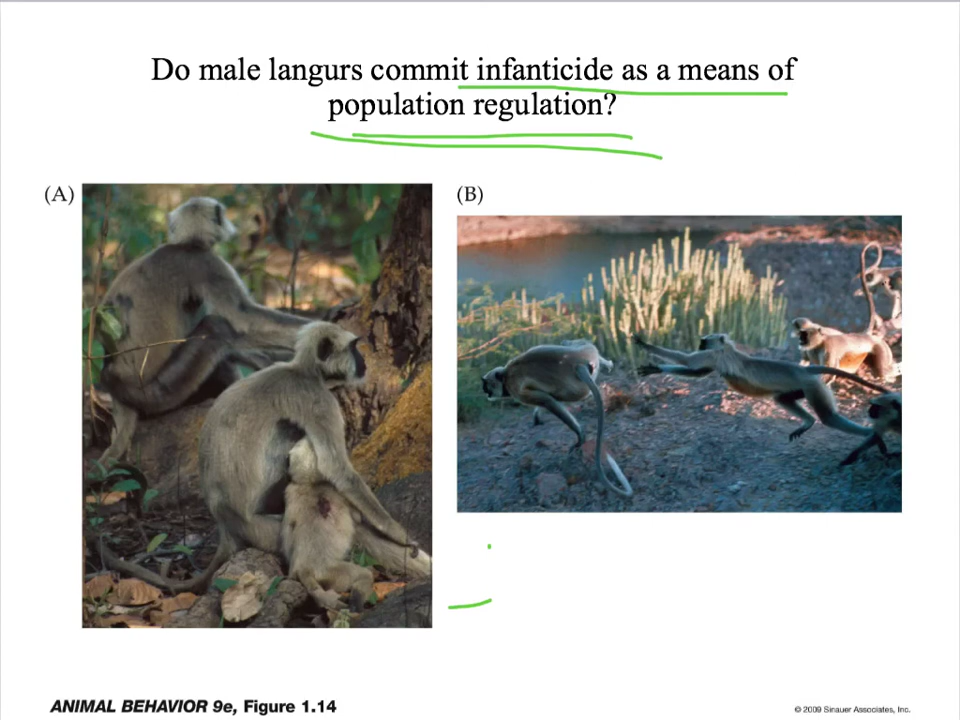 Do male langurs commit infanticide as a means of
population regulation?
(A)
(B)
ANIMAL BEHAVIOR 9e, Figure 1.14
© 2009 Sinauer Associates, Inc.